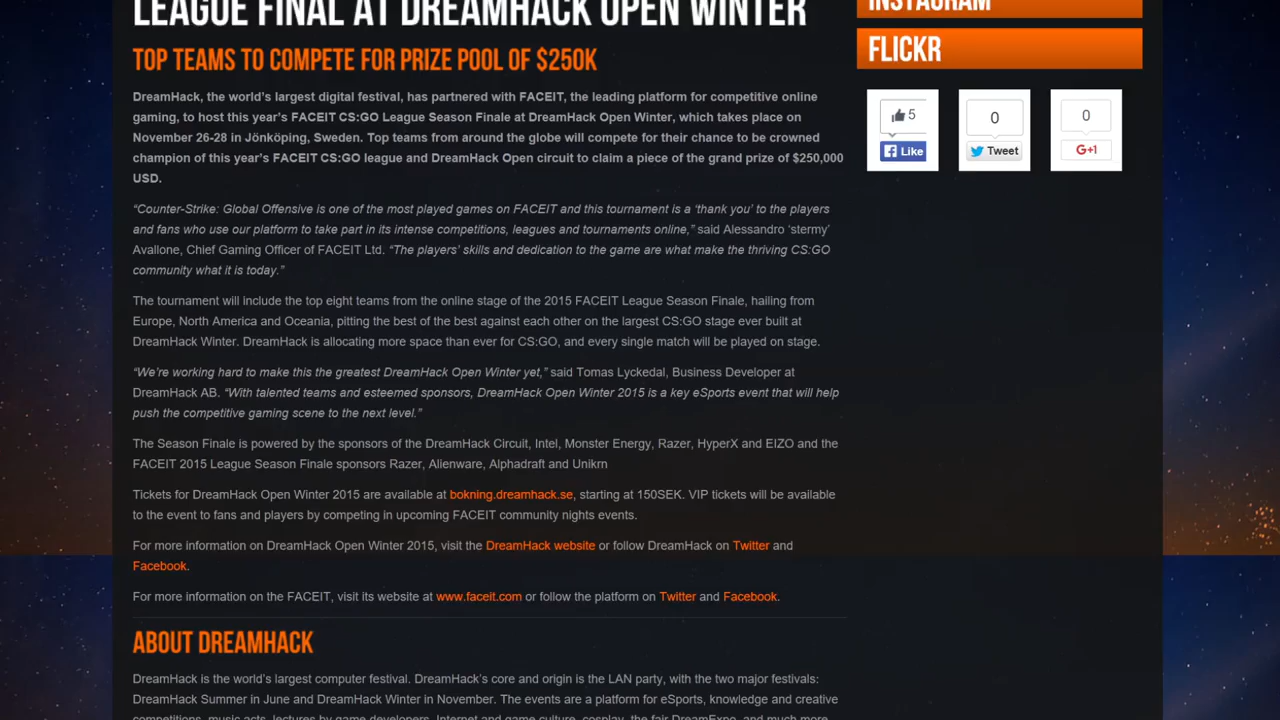 LEAGUE FINAL AT DREAMHACK OPEN WINTER
TOP TEAMS TO COMPETE FOR PRIZE POOL OF $250K
DreamHack, the world's largest digital festival, has partnered with FACEIT, the leading platform for competitive online
gaming, to host this year's FACEIT CS:GO League Season Finale at DreamHack Open Winter, which takes place on
November 26-28 in Jönköping, Sweden. Top teams from around the globe will compete for their chance to be crowned
champion of this year's FACEIT CS:GO league and DreamHack Open circuit to claim a piece of the grand prize of $250,000
USD.
“Counter-Strike: Global Offensive is one of the most played games on FACEIT and this tournament is a ‘thank you’ to the players
and fans who use our platform to take part in its intense competitions, leagues and tournaments online,” said Alessandro ‘stermy’
Avallone, Chief Gaming Officer of FACEIT Ltd. “The players’ skills and dedication to the game are what make the thriving CS:GO
community what it is today.”
The tournament will include the top eight teams from the online stage of the 2015 FACEIT League Season Finale, hailing from
Europe, North America and Oceania, pitting the best of the best against each other on the largest CS:GO stage ever built at
DreamHack Winter. DreamHack is allocating more space than ever for CS:GO, and every single match will be played on stage.
“We’re working hard to make this the greatest DreamHack Open Winter yet,” said Tomas Lyckedal, Business Developer at
DreamHack AB. “With talented teams and esteemed sponsors, DreamHack Open Winter 2015 is a key eSports event that will help
push the competitive gaming scene to the next level.”
The Season Finale is powered by the sponsors of the DreamHack Circuit, Intel, Monster Energy, Razer, HyperX and EIZO and the
FACEIT 2015 League Season Finale sponsors Razer, Alienware, Alphadraft and Unikrn
Tickets for DreamHack Open Winter 2015 are available at bokning.dreamhack.se, starting at 150SEK. VIP tickets will be available
to the event to fans and players by competing in upcoming FACEIT community nights events.
For more information on DreamHack Open Winter 2015, visit the DreamHack website or follow DreamHack on Twitter and
Facebook.
For more information on the FACEIT, visit its website at www.faceit.com or follow the platform on Twitter and Facebook.
ABOUT DREAMHACK
DreamHack is the world’s largest computer festival. DreamHack’s core and origin is the LAN party, with the two major festivals:
DreamHack Summer in June and DreamHack Winter in November. The events are a platform for eSports, knowledge and creative
competitions, music acts, lectures by game developers, Internet and game culture, cosplay, the fair DreamExpo, and much more.
INSTAGRAM
FLICKR
5
Like
0
Tweet
0
G+1